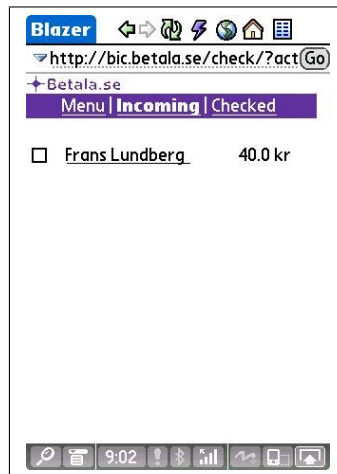 Blazer
http://bic.betala.se/check/?act Go
Betala.se
Menu | Incoming | Checked
Frans Lundberg 40.0 kr
9:02